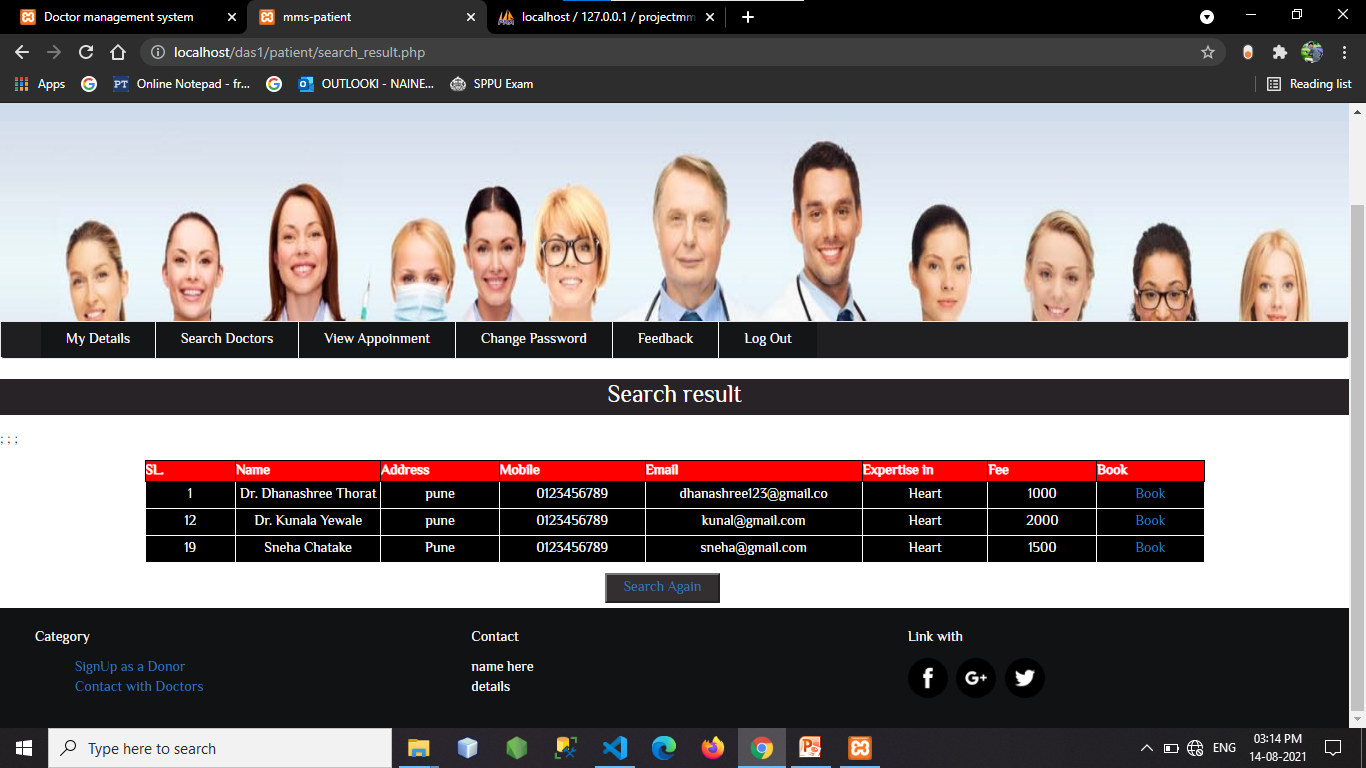 Doctor management system
mms-patient
localhost / 127.0.0.1 / projectmm
localhost/das1/patient/search_result.php
Apps
PT
Online Notepad - fr...
OUTLOOKI - NAINE...
SPPU Exam
Reading list
My Details
Search Doctors
View Appoinment
Change Password
Feedback
Log Out
Search result
; ; ;
SL. Name Address Mobile Email Expertise in Fee Book
1 Dr. Dhanashree Thorat pune 0123456789 dhanashree123@gmail.co Heart 1000 Book
12 Dr. Kunala Yewale pune 0123456789 kunal@gmail.com Heart 2000 Book
19 Sneha Chatake Pune 0123456789 sneha@gmail.com Heart 1500 Book
Search Again
Category
SignUp as a Donor
Contact with Doctors
Contact
name here
details
Link with
f
G+
Type here to search
ENG
03:14 PM
14-08-2021